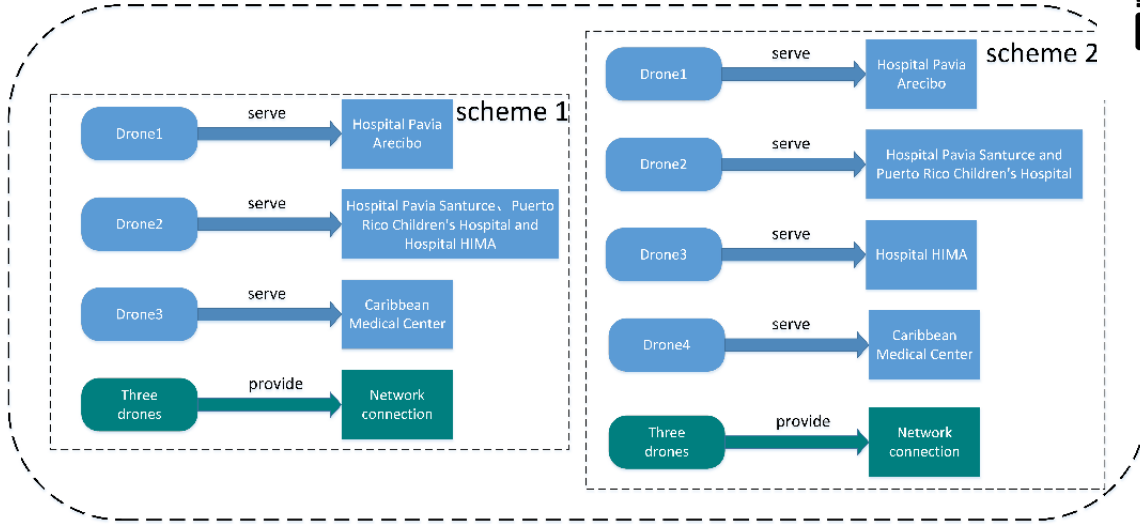 scheme 1
Drone1
serve
Hospital Pavia
Arecibo
Drone2
serve
Hospital Pavia Santurce、Puerto
Rico Children's Hospital and
Hospital HIMA
Drone3
serve
Caribbean
Medical Center
Three
drones
provide
Network
connection
scheme 2
Drone1
serve
Hospital Pavia
Arecibo
Drone2
serve
Hospital Pavia Santurce and
Puerto Rico Children’s Hospital
Drone3
serve
Hospital HIMA
Drone4
serve
Caribbean
Medical Center
Three
drones
provide
Network
connection